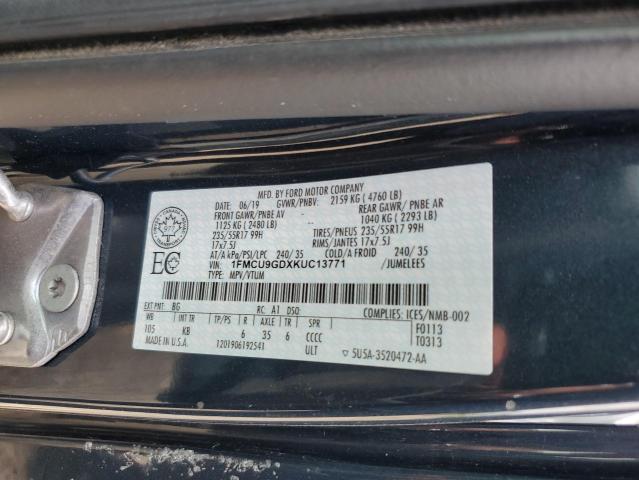 MFD. BY FORD MOTOR COMPANY
DATE: 06/19 GVWR/PNBV: 2159 KG ( 4760 LB)
FRONT GAWR/PNBE AV REAR GAWR/PNBE AR
1125 KG ( 2480 LB) 1040 KG ( 2293 LB)
235/55R17 99H TIRES/PNEUS 235/55R17 99H
17x7.5J RIMS/JANTES 17x7.5J
AT/A kPa/PSI/LPC 240/ 35 COLD/A FROID 240/ 35
VIN: 1FMCU9GDXKUC13771 /JUMELEES
TYPE: MPV/VTUM
EC
977
EXT PNT: BG RC: A1 DSO: COMPLIES: ICES/NMB-002
WB INT TR TP/PS R AXLE TR SPR F0113
105 KB 6 35 6 CCCC T0313
MADE IN U.S.A. 1201906192541 ULT 5U5A-3520472-AA